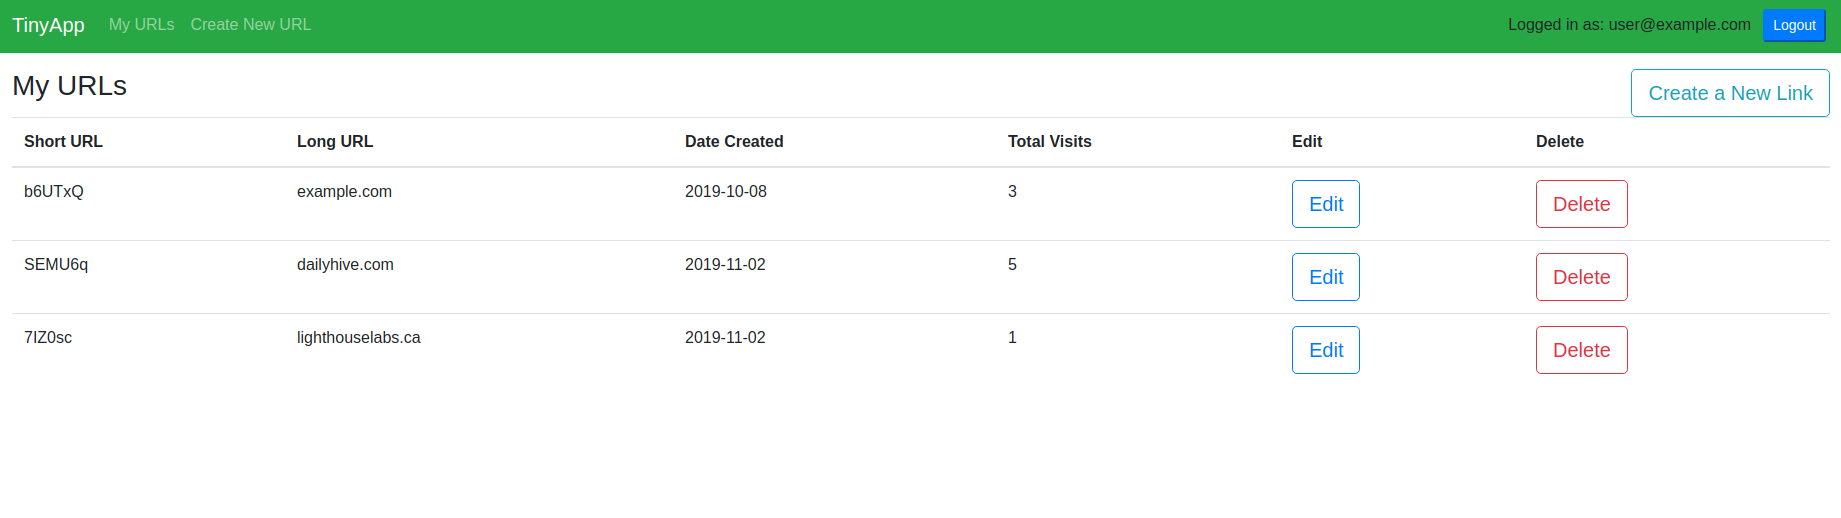 TinyApp My URLs Create New URL Logged in as: user@example.com Logout
My URLs Create a New Link
Short URL Long URL Date Created Total Visits Edit Delete
b6UTxQ example.com 2019-10-08 3 Edit Delete
SEMU6q dailyhive.com 2019-11-02 5 Edit Delete
7IZ0sc lighthouselabs.ca 2019-11-02 1 Edit Delete